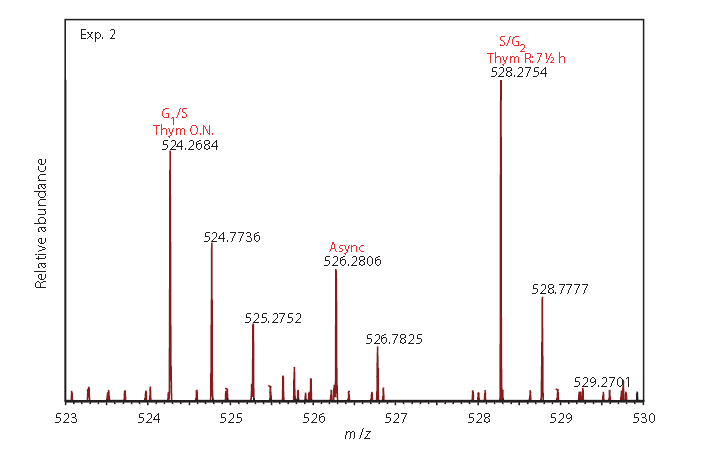 Exp. 2
S/G2
Thym R: 7½ h
528.2754
G1/S
Thym O.N.
524.2684
524.7736
Async
526.2806
528.7777
525.2752
526.7825
529.2701
Relative abundance
523 524 525 526 527 528 529 530
m/z